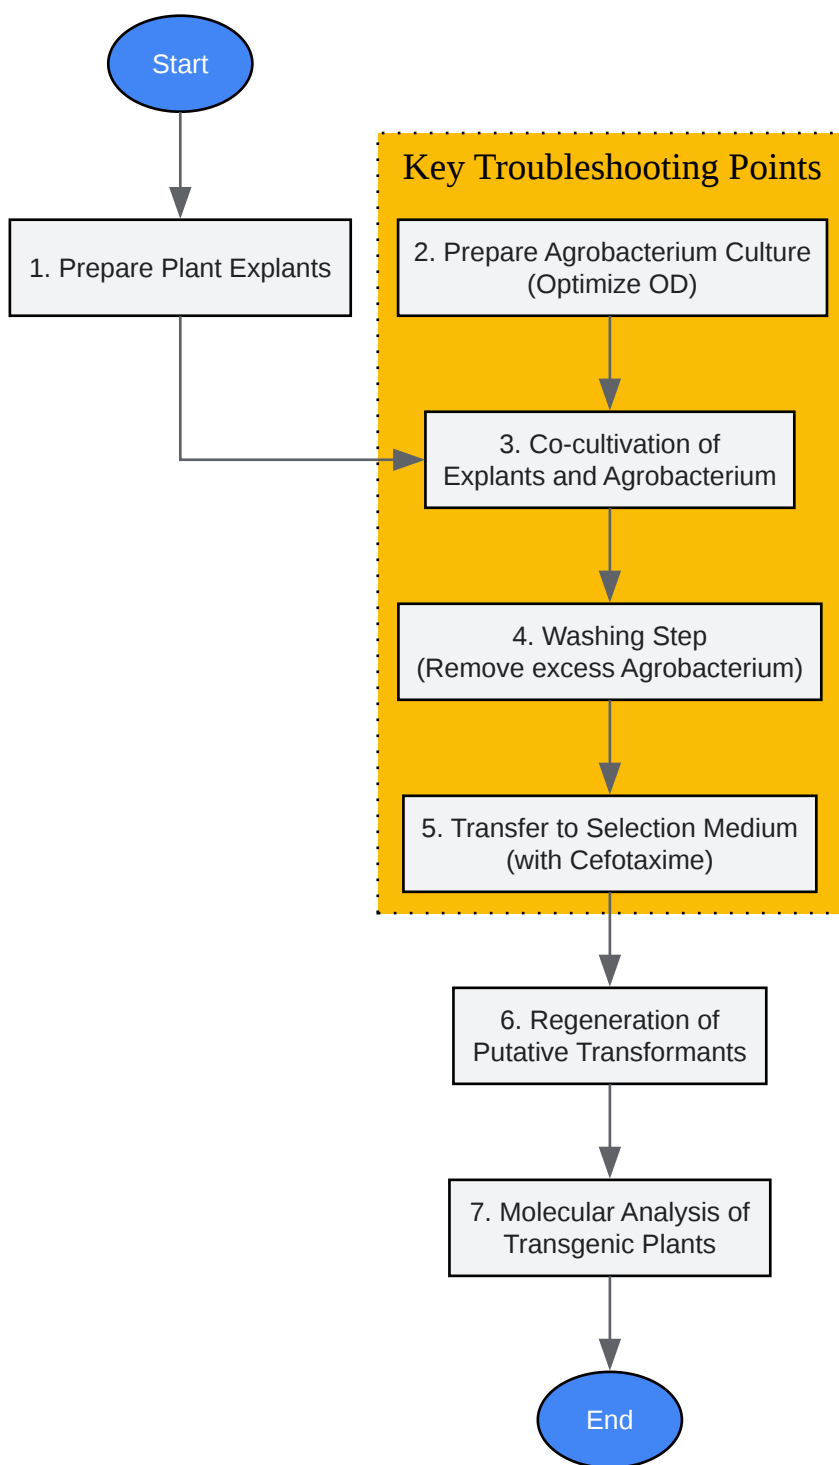 Start
Key Troubleshooting Points
1. Prepare Plant Explants
2. Prepare Agrobacterium Culture
(Optimize OD)
3. Co-cultivation of
Explants and Agrobacterium
4. Washing Step
(Remove excess Agrobacterium)
5. Transfer to Selection Medium
(with Cefotaxime)
6. Regeneration of
Putative Transformants
7. Molecular Analysis of
Transgenic Plants
End